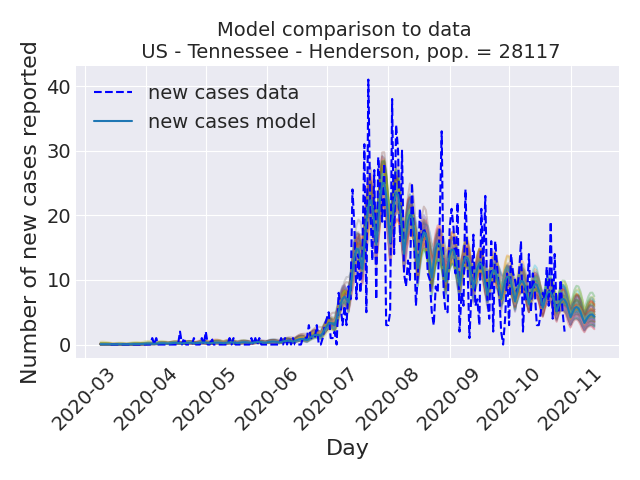 Model comparison to data
US - Tennessee - Henderson, pop. = 28117
Number of new cases reported
40
30
20
10
0
new cases data
new cases model
2020-03
2020-04
2020-05
2020-06
2020-07
2020-08
2020-09
2020-10
2020-11
Day